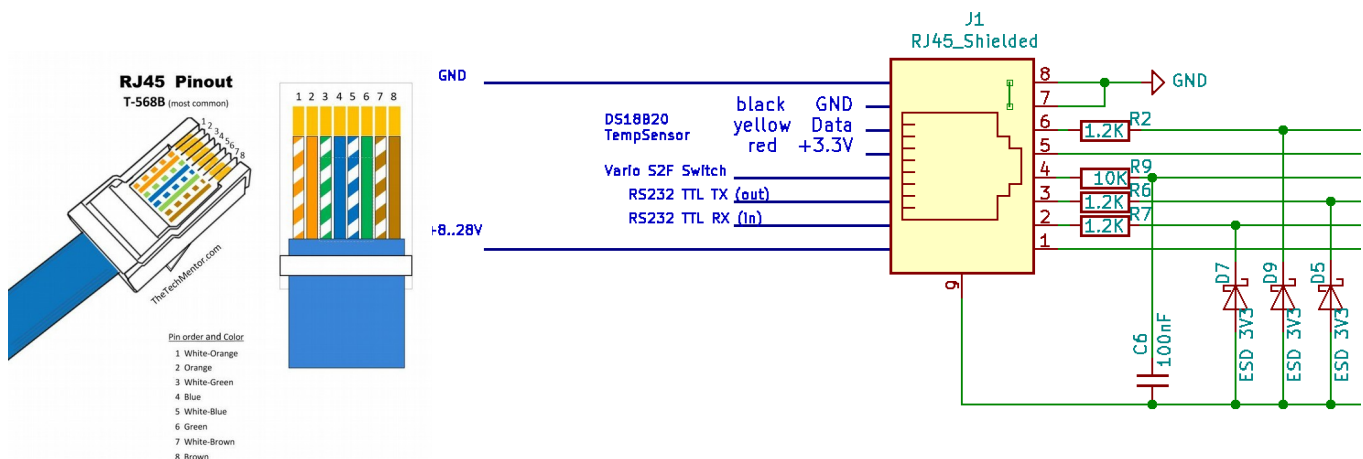 RJ45 Pinout
T-568B (most common)
1 2 3 4 5 6 7 8
1 2 3 4 5 6 7 8
TheTechMentor.com
Pin order and Color
1 White-Orange
2 Orange
3 White-Green
4 Blue
5 White-Blue
6 Green
7 White-Brown
8 Brown
J1
RJ45_Shielded
GND
8
GND
7
black GND
DS18B20
TempSensor
yellow Data
6
R2
1.2K
red +3.3V
5
Vario S2F Switch
4
R9
10K
RS232 TTL TX (out)
3
R6
1.2K
RS232 TTL RX (in)
2
R7
1.2K
+8..28V
1
9
D7
ESD 3V3
D9
ESD 3V3
D5
ESD 3V3
C6
100nF